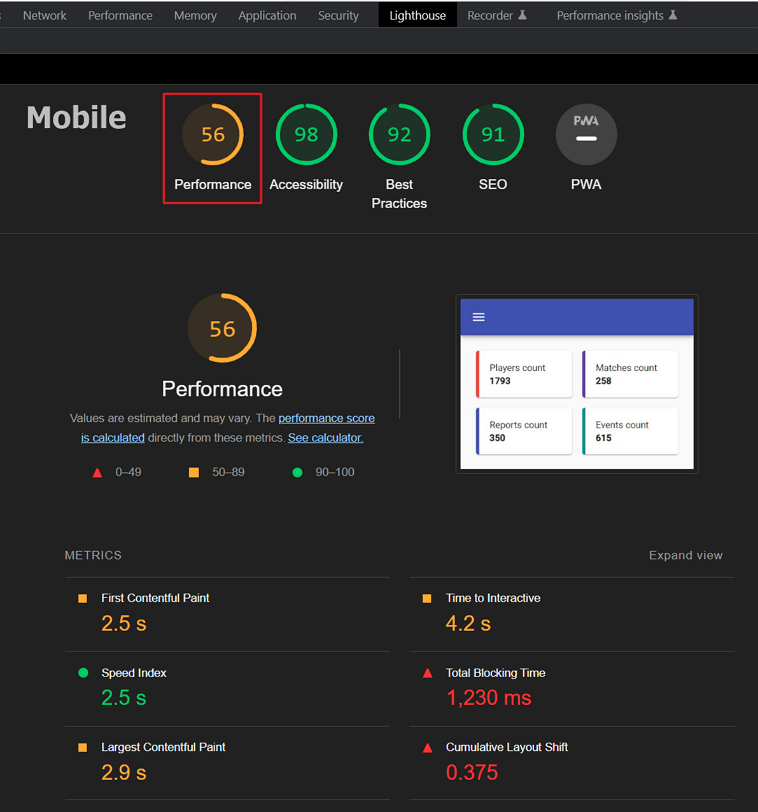 Network Performance Memory Application Security Lighthouse Recorder Performance insights
Mobile
56 98 92 91 PWA
Performance Accessibility Best Practices SEO PWA
56
Performance
Values are estimated and may vary. The performance score
is calculated directly from these metrics. See calculator.
0–49 50–89 90–100
Players count
1793
Matches count
258
Reports count
350
Events count
615
METRICS Expand view
First Contentful Paint
2.5 s
Time to Interactive
4.2 s
Speed Index
2.5 s
Total Blocking Time
1,230 ms
Largest Contentful Paint
2.9 s
Cumulative Layout Shift
0.375